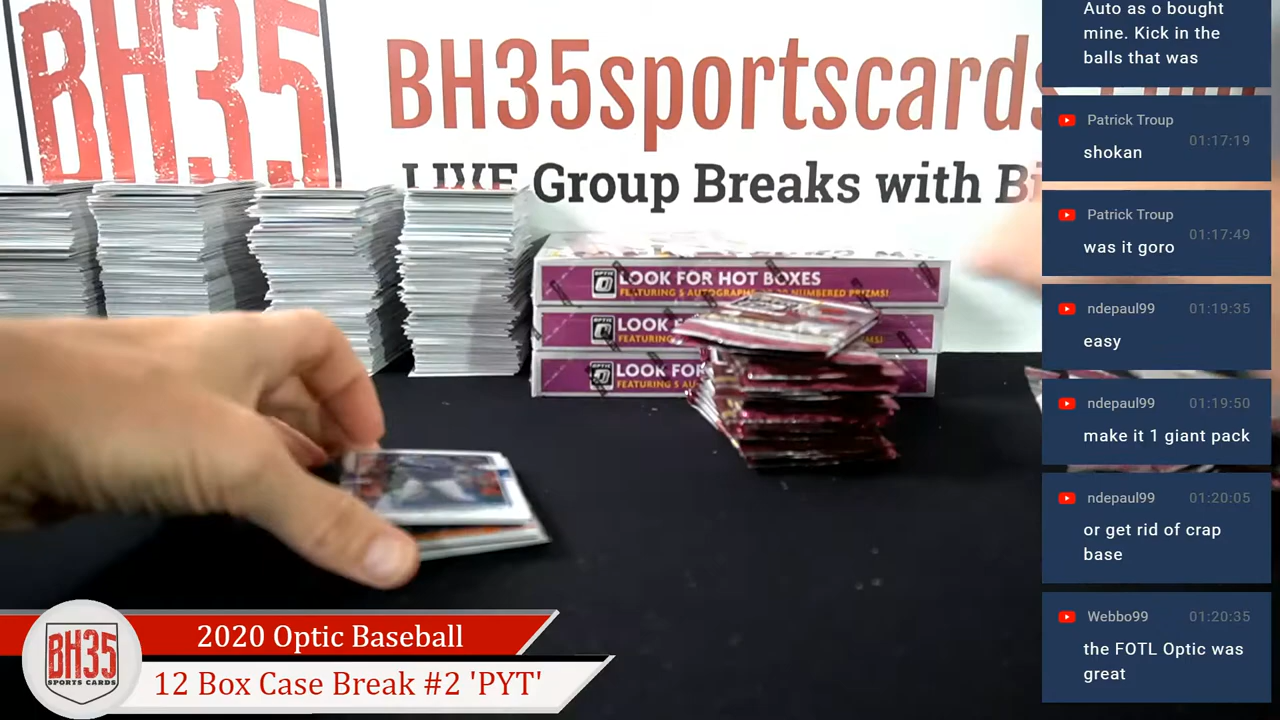 BH35
BH35sportscards
LIVE Group Breaks with
LOOK FOR HOT BOXES
FEATURING 5 AUTOGRAPHS
NUMBERED PRIZMS!
LOOK
FEATURING
LOOK FOR
FEATURING 5
OPTIC
Auto as o bought
mine. Kick in the
balls that was
Patrick Troup
01:17:19
shokan
Patrick Troup
01:17:49
was it goro
ndepaul99
01:19:35
easy
ndepaul99
01:19:50
make it 1 giant pack
ndepaul99
01:20:05
or get rid of crap
base
Webbo99
01:20:35
the FOTL Optic was
great
BH35
SPORTS CARDS
2020 Optic Baseball
12 Box Case Break #2 'PYT'